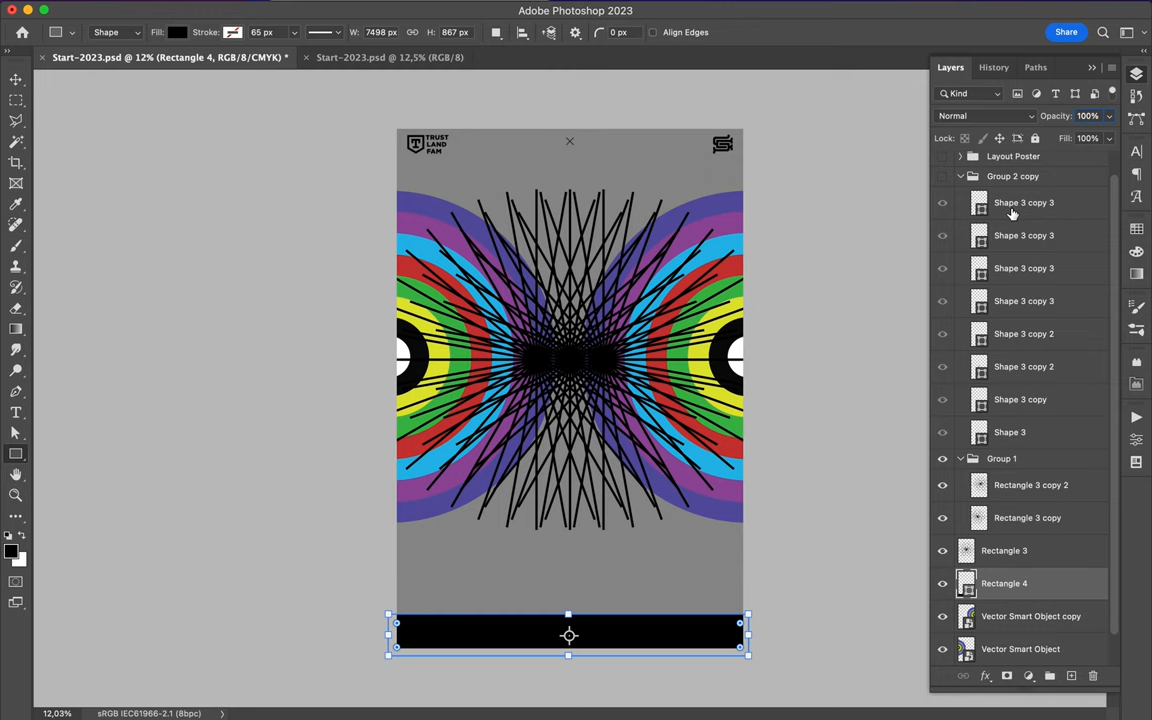 Adobe Photoshop 2023
Shape Fill: Stroke: 65 px W: 7498 px H: 867 px 0 px Align Edges Share
Start-2023.psd @ 12% (Rectangle 4, RGB/8/CMYK) * Start-2023.psd @ 12,5% (RGB/8)
Layers History Paths
Kind
Normal Opacity: 100%
Lock: Fill: 100%
Layout Poster
Group 2 copy
Shape 3 copy 3
Shape 3 copy 3
Shape 3 copy 3
Shape 3 copy 3
Shape 3 copy 2
Shape 3 copy 2
Shape 3 copy
Shape 3
Group 1
Rectangle 3 copy 2
Rectangle 3 copy
Rectangle 3
Rectangle 4
Vector Smart Object copy
Vector Smart Object
TRUST
LAND
FAM
12,03% sRGB IEC61966-2.1 (8bpc)